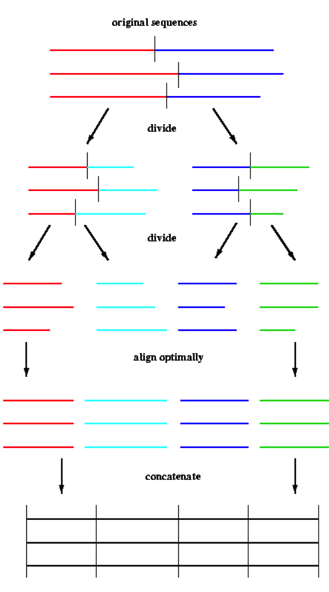 original sequences
divide
divide
align optimally
concatenate